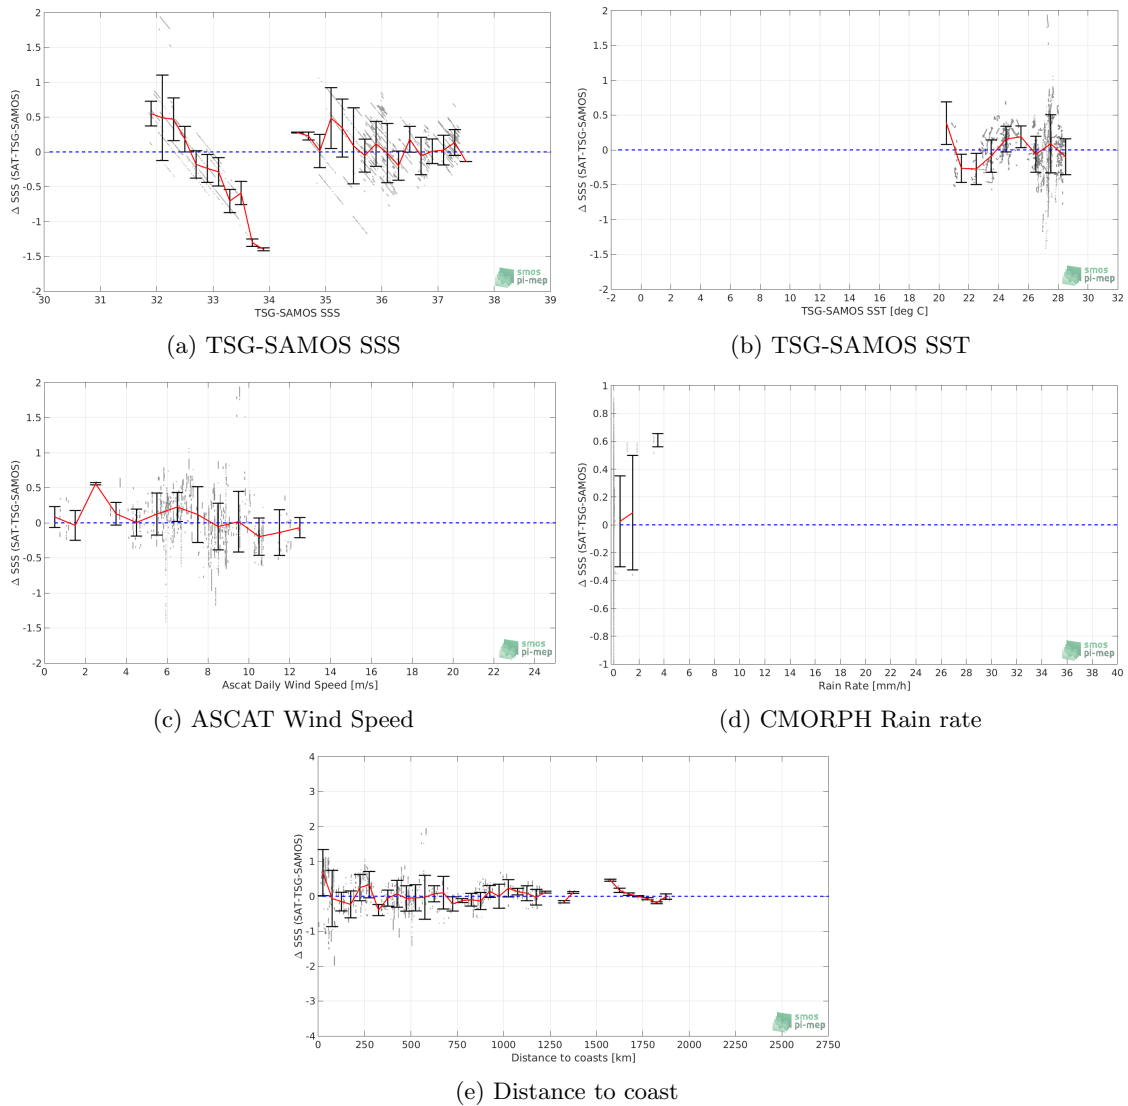 2
1.5
1
0.5
0
-0.5
-1
-1.5
-2
Δ SSS (SAT-TSG-SAMOS)
30 31 32 33 34 35 36 37 38 39
TSG-SAMOS SSS
smos
pi-mep
(a) TSG-SAMOS SSS
2
1.5
1
0.5
0
-0.5
-1
-1.5
-2
Δ SSS (SAT-TSG-SAMOS)
-2 0 2 4 6 8 10 12 14 16 18 20 22 24 26 28 30 32
TSG-SAMOS SST [deg C]
smos
pi-mep
(b) TSG-SAMOS SST
2
1.5
1
0.5
0
-0.5
-1
-1.5
-2
Δ SSS (SAT-TSG-SAMOS)
0 2 4 6 8 10 12 14 16 18 20 22 24
Ascat Daily Wind Speed [m/s]
smos
pi-mep
(c) ASCAT Wind Speed
1
0.8
0.6
0.4
0.2
0
-0.2
-0.4
-0.6
-0.8
-1
Δ SSS (SAT-TSG-SAMOS)
0 2 4 6 8 10 12 14 16 18 20 22 24 26 28 30 32 34 36 38 40
Rain Rate [mm/h]
smos
pi-mep
(d) CMORPH Rain rate
4
3
2
1
0
-1
-2
-3
-4
Δ SSS (SAT-TSG-SAMOS)
0 250 500 750 1000 1250 1500 1750 2000 2250 2500 2750
Distance to coasts [km]
smos
pi-mep
(e) Distance to coast